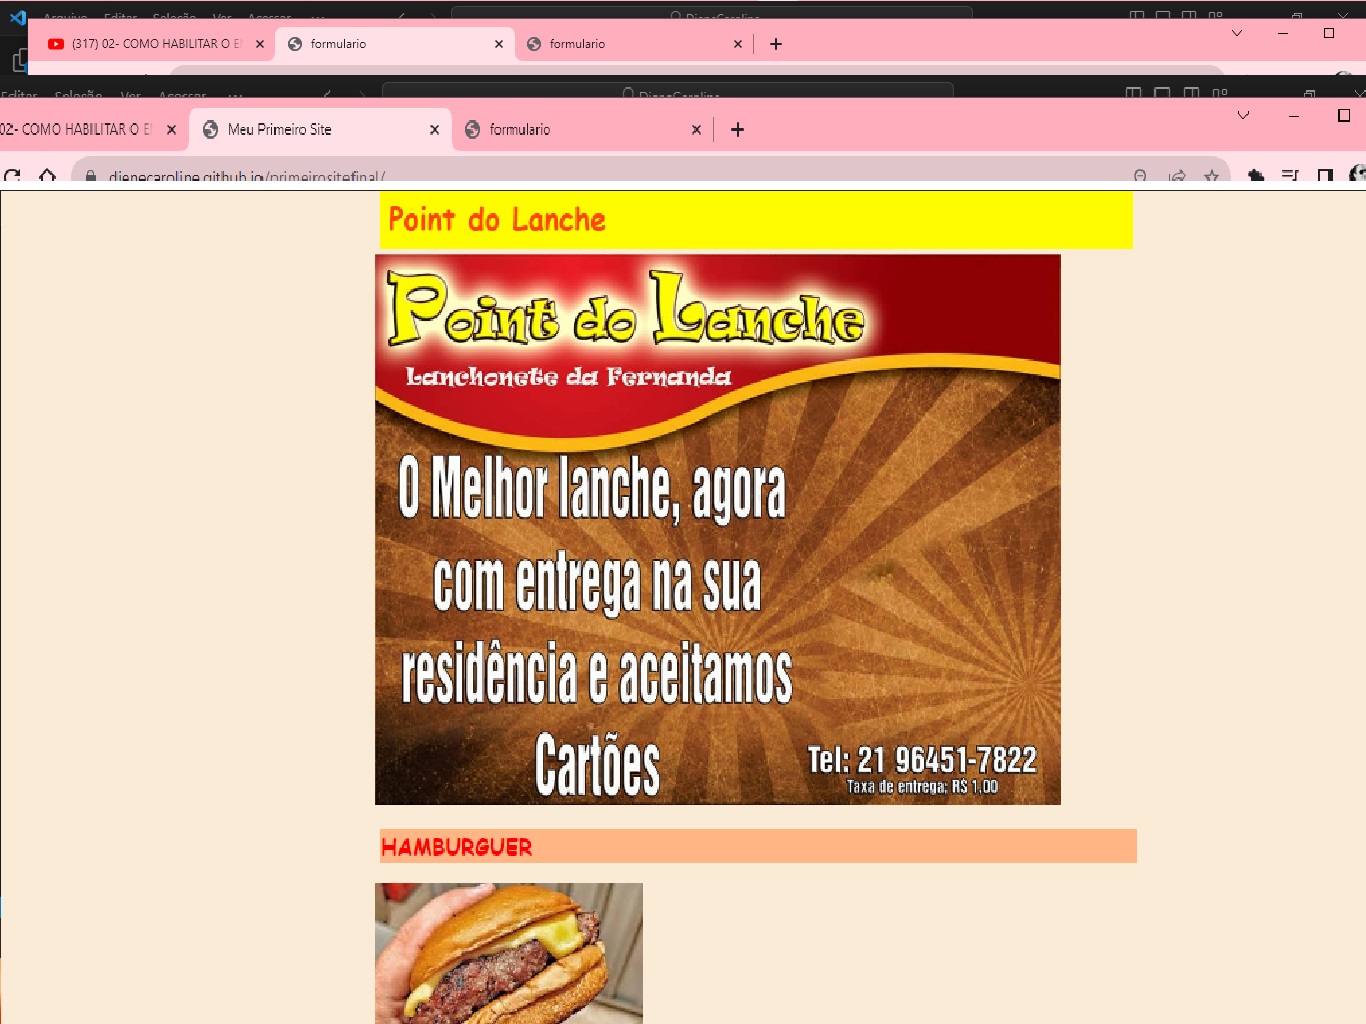 Arquivo Editar Seleção Ver Acessar ...
DianeCaroline
(317) 02- COMO HABILITAR O E
formulario
formulario
Editar Seleção Ver Acessar ...
DianeCaroline
02- COMO HABILITAR O E
Meu Primeiro Site
formulario
dienecaroline.github.io/primeirositefinal/
Point do Lanche
Point do Lanche
Lanchonete da Fernanda
O Melhor lanche, agora
com entrega na sua
residência e aceitamos
Cartões
Tel: 21 96451-7822
Taxa de entrega: R$ 1,00
HAMBURGUER